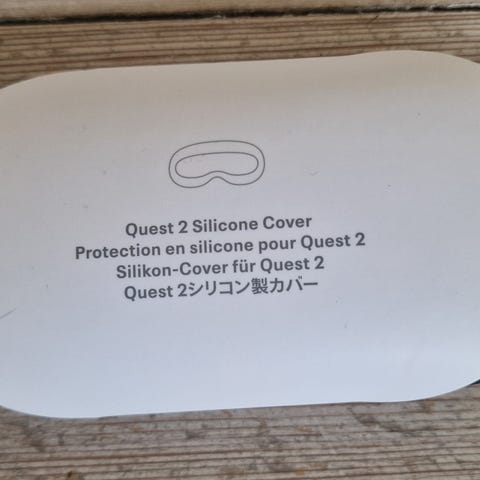 Quest 2 Silicone Cover
Protection en silicone pour Quest 2
Silikon-Cover für Quest 2
Quest 2シリコン製カバー